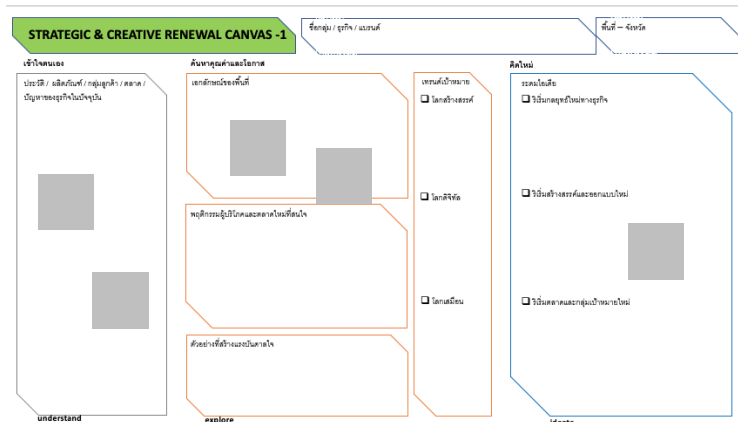 STRATEGIC & CREATIVE RENEWAL CANVAS -1
ชื่อกลุ่ม / ธุรกิจ / แบรนด์
พื้นที่ – จังหวัด
เข้าใจตนเอง
ประวัติ / ผลิตภัณฑ์ / กลุ่มลูกค้า / ตลาด /
ปัญหาของธุรกิจในปัจจุบัน
understand
ค้นหาคุณค่าและโอกาส
เอกลักษณ์ของพื้นที่
พฤติกรรมผู้บริโภคและตลาดใหม่ที่สนใจ
ตัวอย่างที่สร้างแรงบันดาลใจ
explore
เทรนด์เป้าหมาย
โลกสร้างสรรค์
โลกดิจิทัล
โลกเสมือน
คิดใหม่
ระดมไอเดีย
วิเริ่มกลยุทธ์ใหม่ทางธุรกิจ
วิเริ่มสร้างสรรค์และออกแบบใหม่
วิเริ่มตลาดและกลุ่มเป้าหมายใหม่
ideate